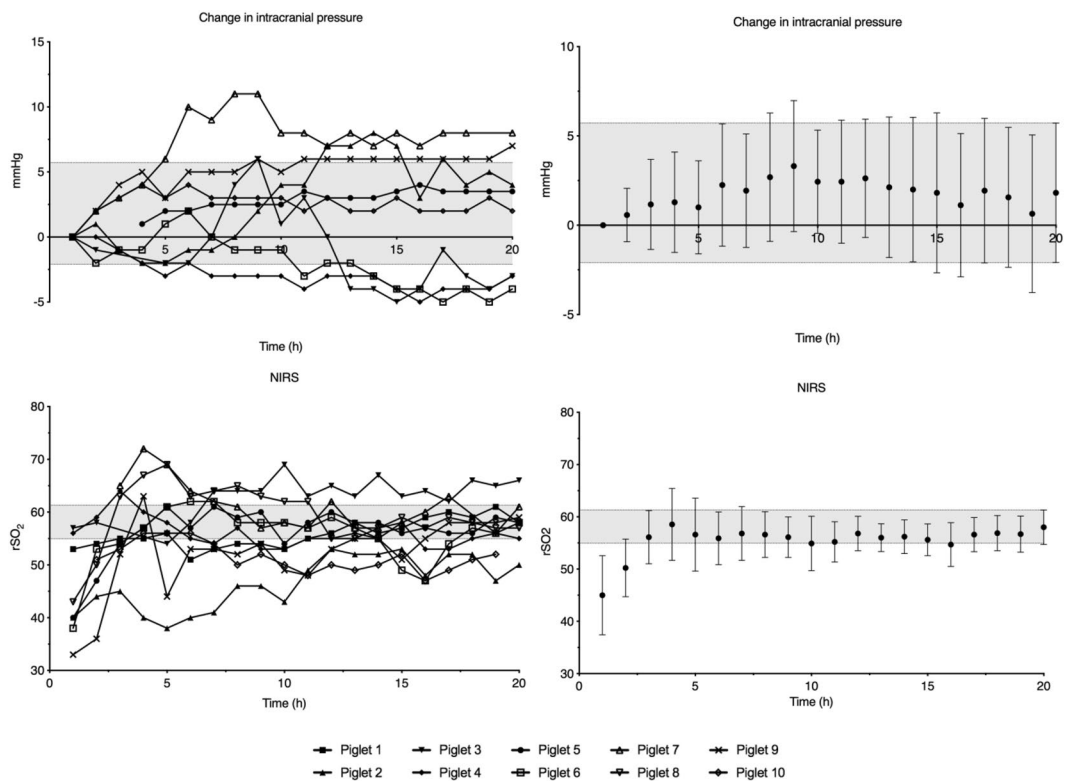 Change in intracranial pressure
15
10
5
0
-5
mmHg
5
10
15
20
Time (h)
Change in intracranial pressure
10
5
0
-5
mmHg
5
10
15
20
Time (h)
NIRS
80
70
60
50
40
30
rSO2
0
5
10
15
20
Time (h)
NIRS
80
70
60
50
40
30
rSO2
0
5
10
15
20
Time (h)
Piglet 1 Piglet 3 Piglet 5 Piglet 7 Piglet 9
Piglet 2 Piglet 4 Piglet 6 Piglet 8 Piglet 10